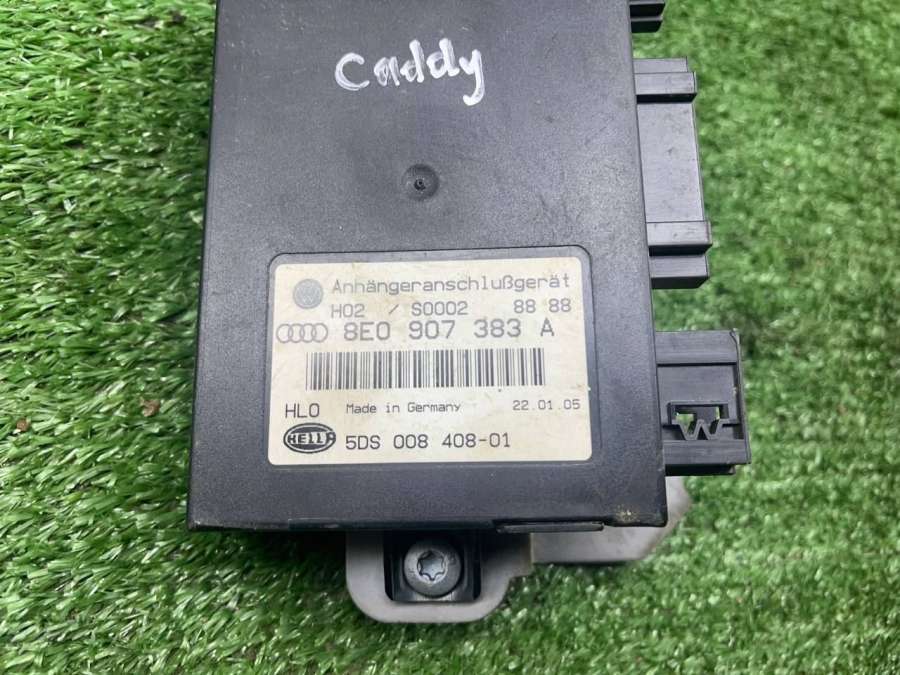 Caddy
Anhängeranschlußgerät
H02 / S0002 88 88
8E0 907 383 A
HLO Made in Germany 22.01.05
HELLA 5DS 008 408-01